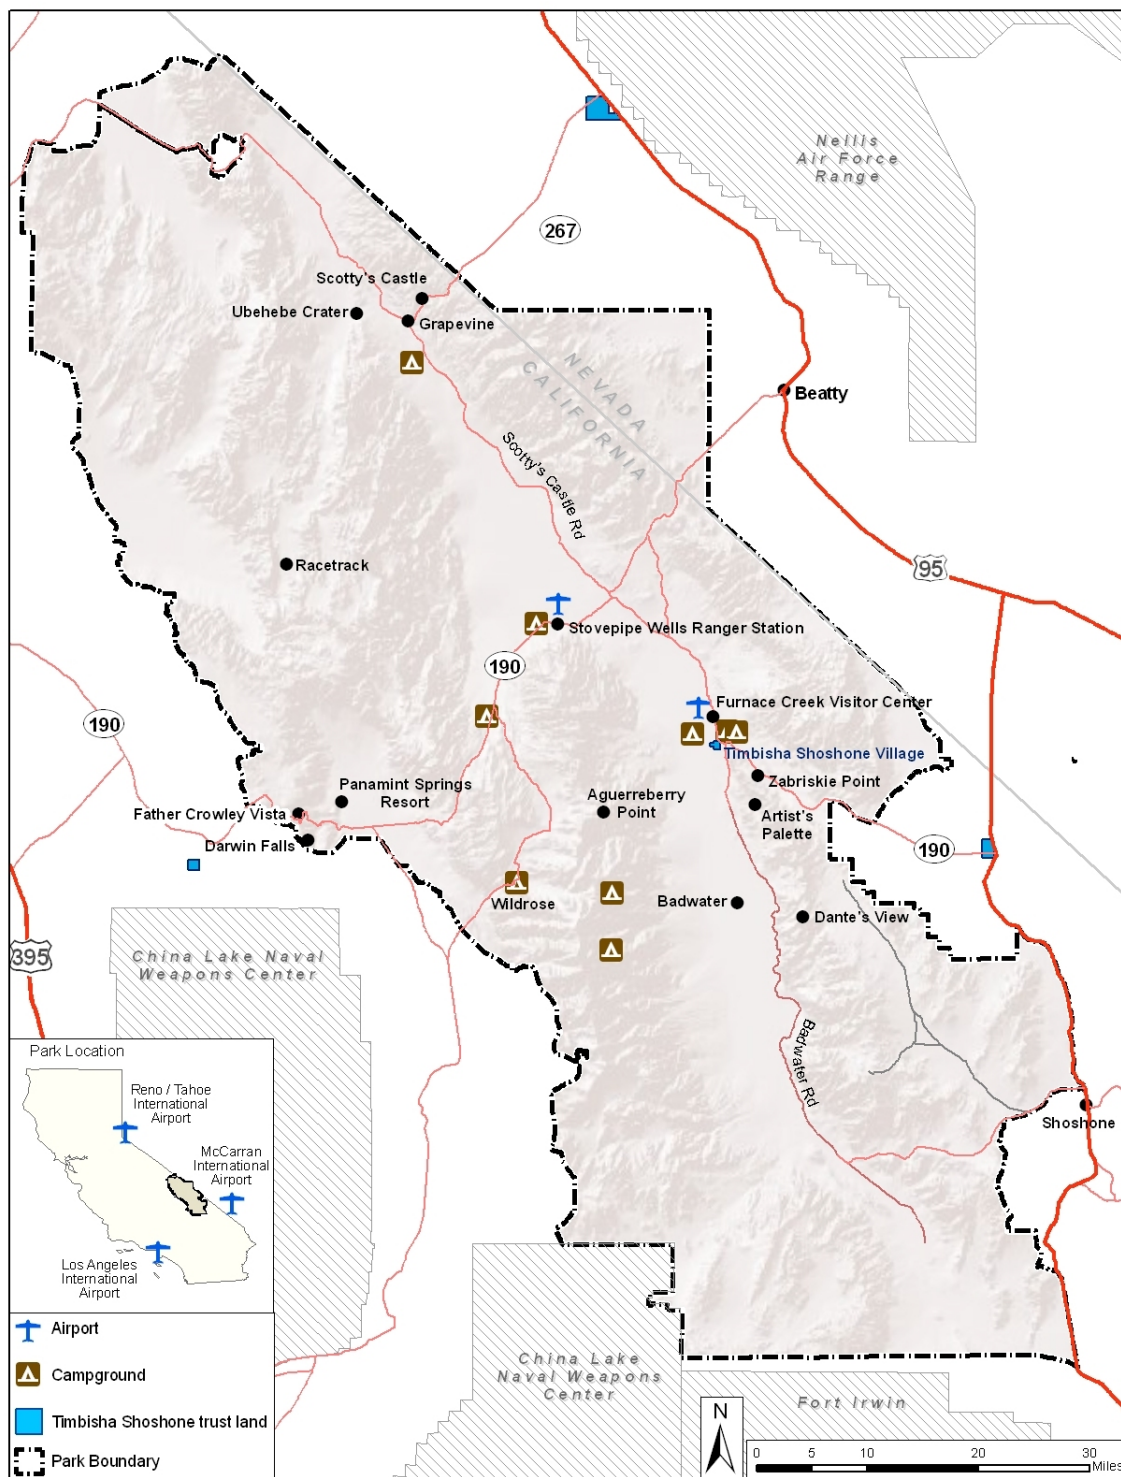 Nellis
Air Force
Range
267
Scotty's Castle
Ubehebe Crater
Grapevine
NEVADA
CALIFORNIA
Beatty
Scotty's Castle Rd
95
Racetrack
Stovepipe Wells Ranger Station
190
190
Furnace Creek Visitor Center
Timbisha Shoshone Village
Zabriskie Point
Panamint Springs
Resort
Aguerreberry
Point
Father Crowley Vista
Artist's
Palette
Darwin Falls
190
Wildrose
Badwater
Dante's View
395
China Lake Naval
Weapons Center
Badwater Rd
Shoshone
Park Location
Reno / Tahoe
International
Airport
McCarran
International
Airport
Los Angeles
International
Airport
Airport
Campground
Timbisha Shoshone trust land
Park Boundary
China Lake
Naval Weapons
Center
Fort Irwin
N
0 5 10 20 30
Miles